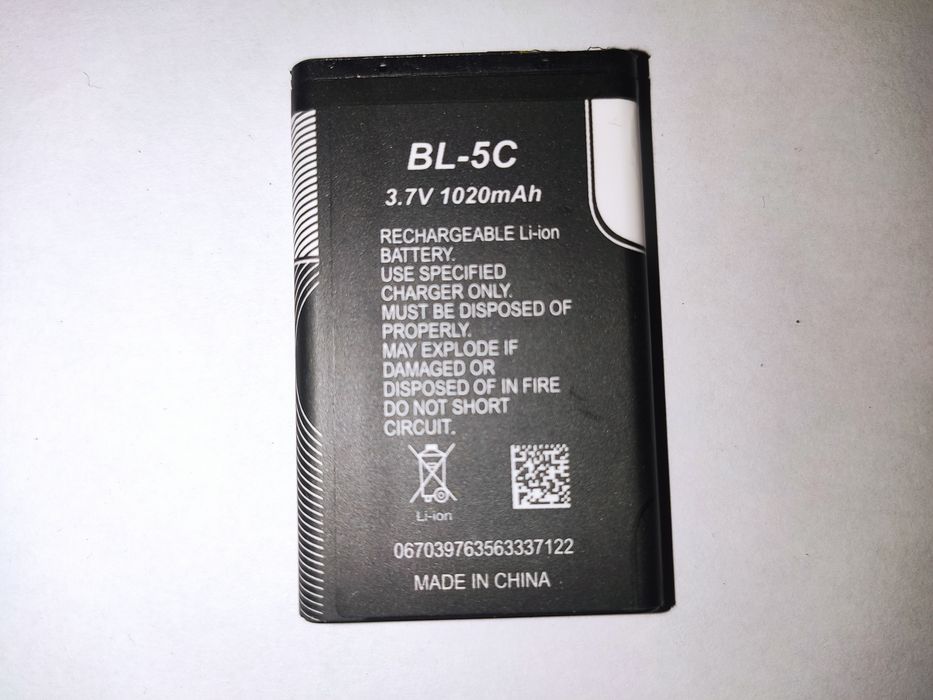 BL-5C
3.7V 1020mAh
RECHARGEABLE Li-ion
BATTERY.
USE SPECIFIED
CHARGER ONLY.
MUST BE DISPOSED OF
PROPERLY.
MAY EXPLODE IF
DAMAGED OR
DISPOSED OF IN FIRE
DO NOT SHORT
CIRCUIT.
Li-ion
067039763563337122
MADE IN CHINA